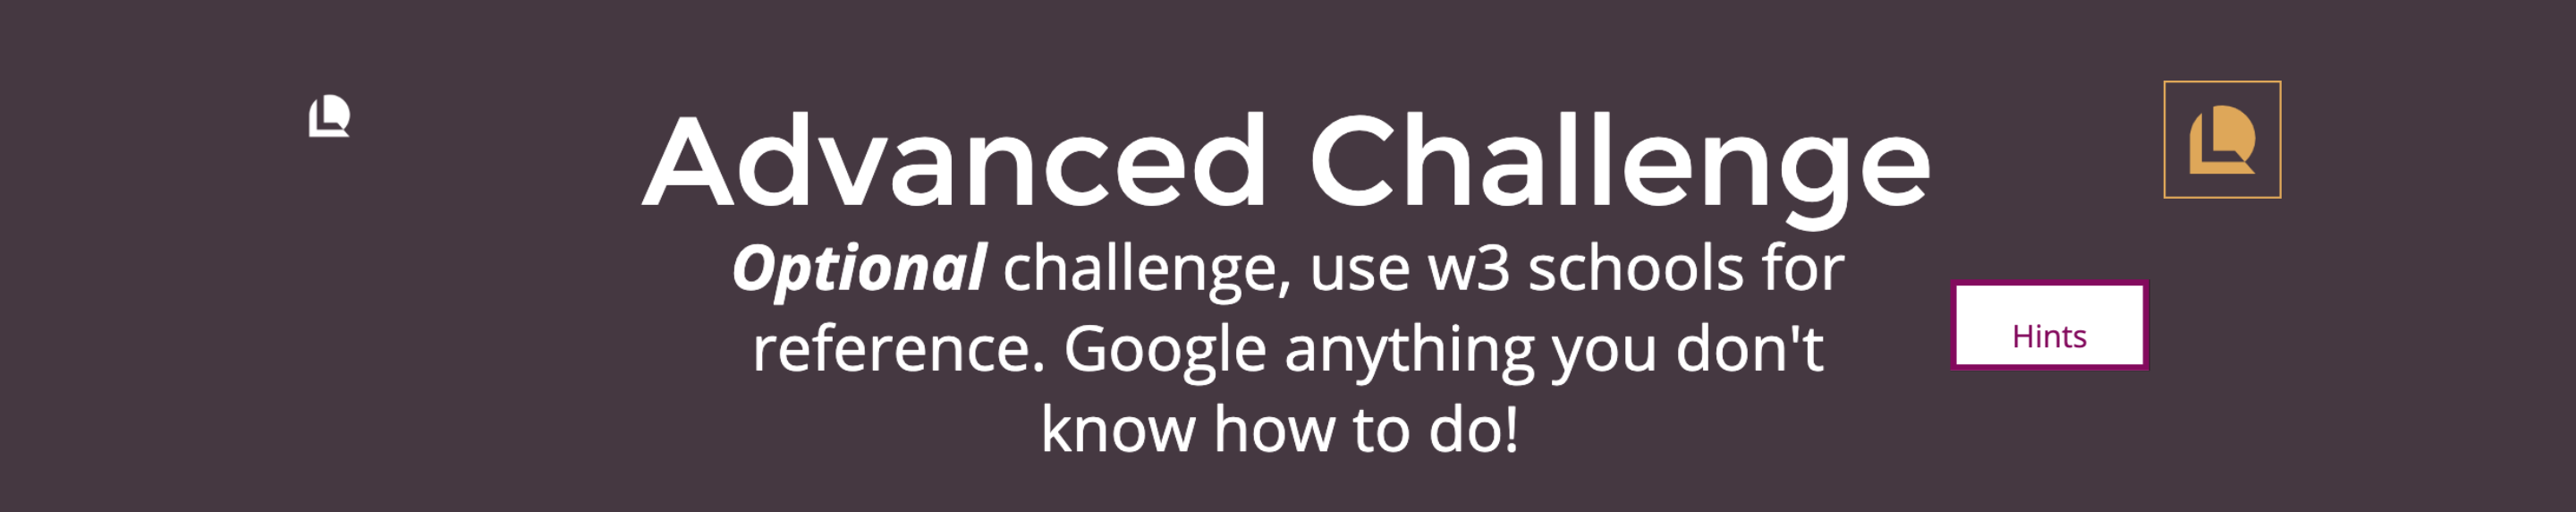 Advanced Challenge
Optional challenge, use w3 schools for
reference. Google anything you don't
know how to do!
Hints